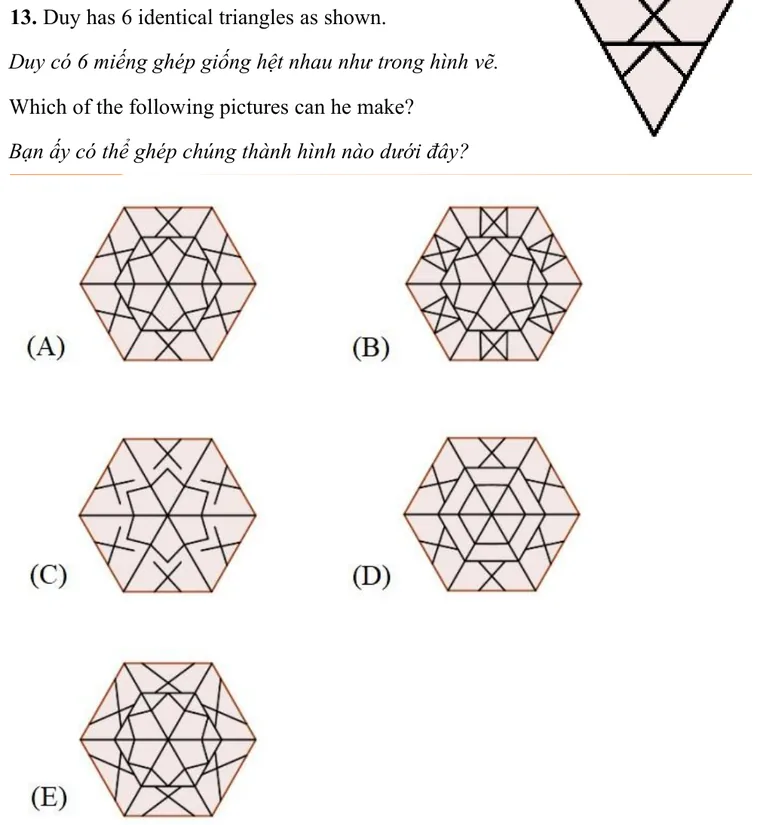 13. Duy has 6 identical triangles as shown.
Duy có 6 miếng ghép giống hệt nhau như trong hình vẽ.
Which of the following pictures can he make?
Bạn ấy có thể ghép chúng thành hình nào dưới đây?
(A) (B)
(C) (D)
(E)